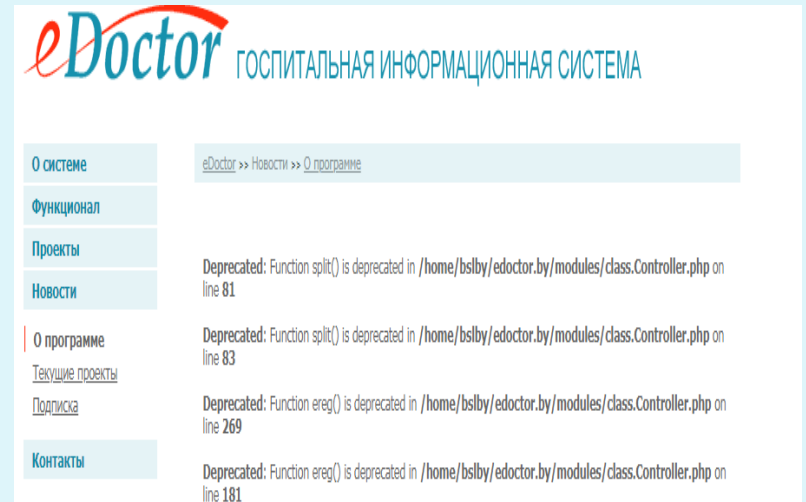 eDoctor ГОСПИТАЛЬНАЯ ИНФОРМАЦИОННАЯ СИСТЕМА
О системе
Функционал
Проекты
Новости
О программе
Текущие проекты
Подписка
Контакты
eDoctor >> Новости >> О программе
Deprecated: Function split() is deprecated in /home/bslby/edoctor.by/modules/class.Controller.php on
line 81
Deprecated: Function split() is deprecated in /home/bslby/edoctor.by/modules/class.Controller.php on
line 83
Deprecated: Function ereg() is deprecated in /home/bslby/edoctor.by/modules/class.Controller.php on
line 269
Deprecated: Function ereg() is deprecated in /home/bslby/edoctor.by/modules/class.Controller.php on
line 181